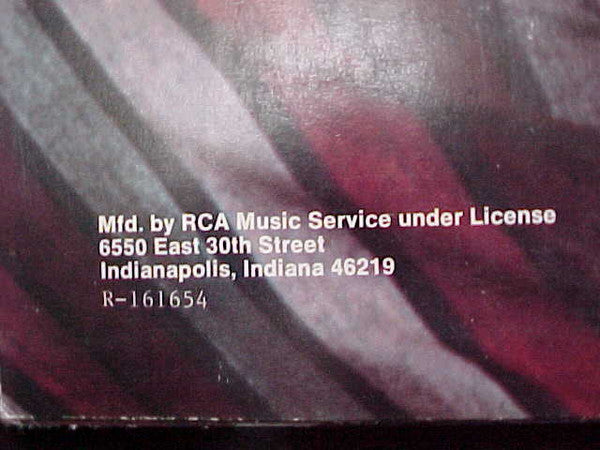 Mfd. by RCA Music Service under License
6550 East 30th Street
Indianapolis, Indiana 46219
R-161654